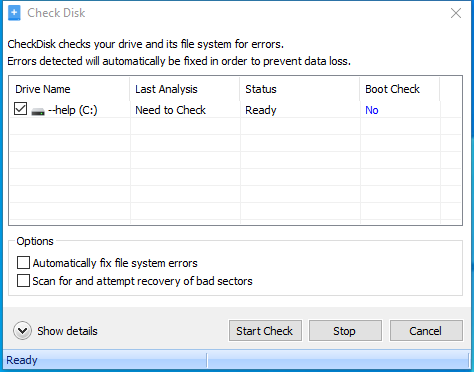 Check Disk
CheckDisk checks your drive and its file system for errors.
Errors detected will automatically be fixed in order to prevent data loss.
Drive Name Last Analysis Status Boot Check
--help (C:) Need to Check Ready No
Options
Automatically fix file system errors
Scan for and attempt recovery of bad sectors
Show details Start Check Stop Cancel
Ready